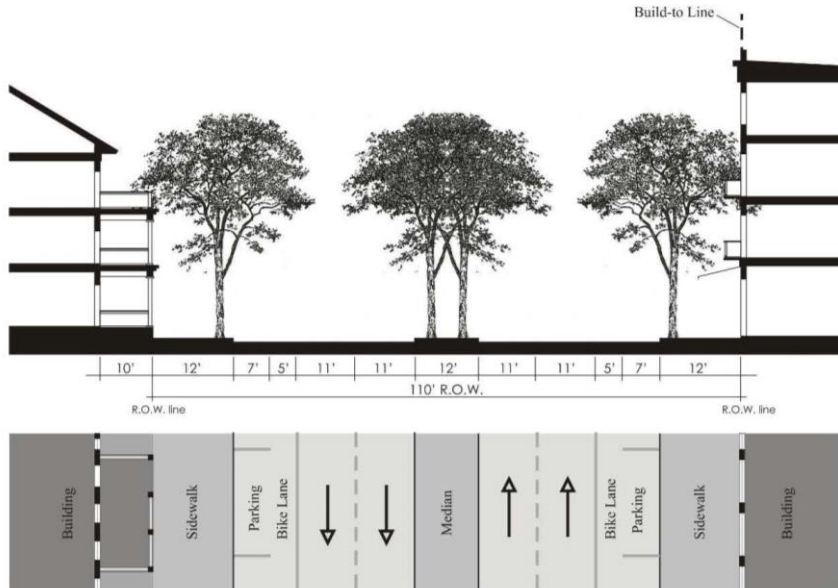 Build-to Line
10' 12' 7' 5' 11' 11' 12' 11' 11' 5' 7' 12'
110' R.O.W.
R.O.W. line R.O.W. line
Building
Sidewalk
Parking
Bike Lane
Median
Bike Lane
Parking
Sidewalk
Building